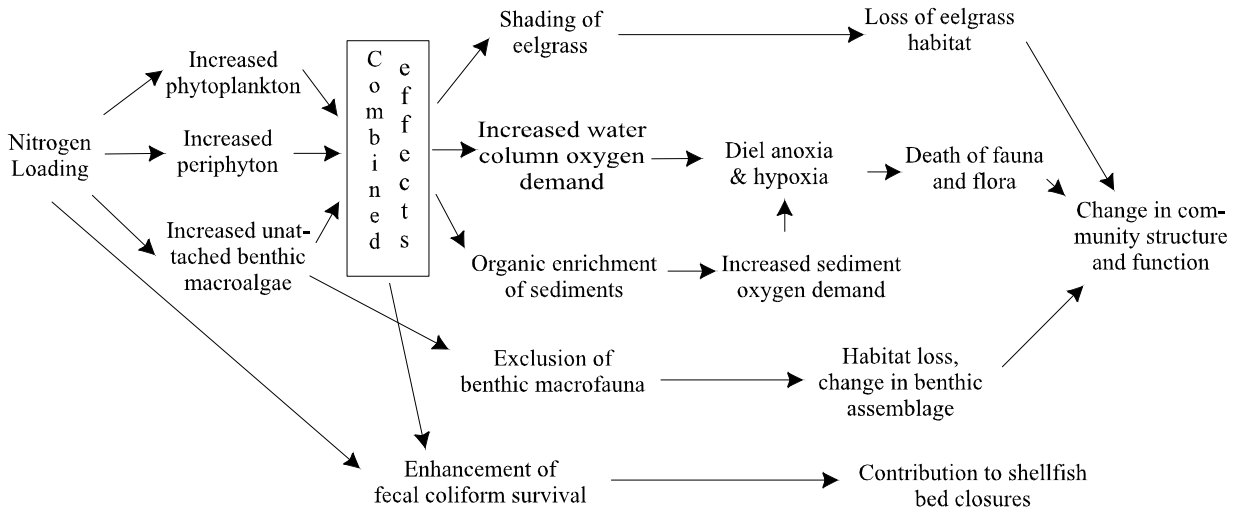 Nitrogen
Loading
Increased
phytoplankton
Increased
periphyton
Increased unat-
tached benthic
macroalgae
Combined
effects
Shading of
eelgrass
Loss of eelgrass
habitat
Increased water
column oxygen
demand
Diel anoxia
& hypoxia
Death of fauna
and flora
Organic enrichment
of sediments
Increased sediment
oxygen demand
Change in com-
munity structure
and function
Exclusion of
benthic macrofauna
Habitat loss,
change in benthic
assemblage
Enhancement of
fecal coliform survival
Contribution to shellfish
bed closures